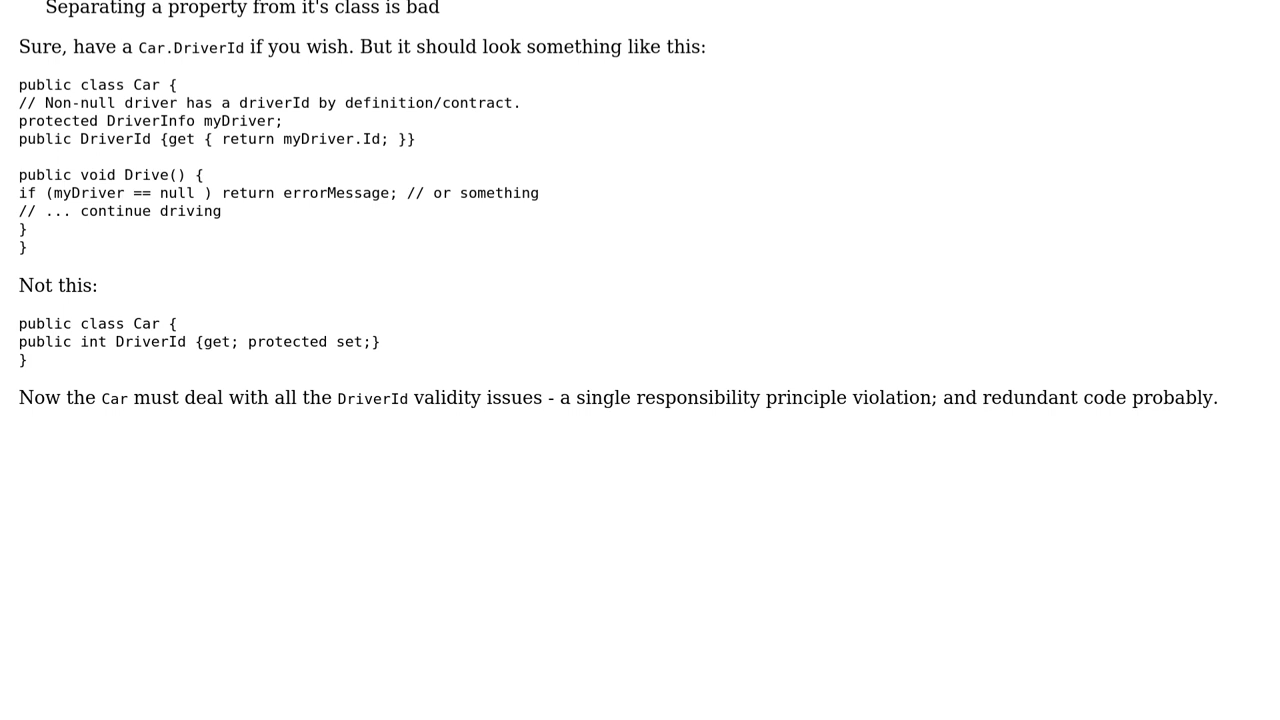 Separating a property from it's class is bad
Sure, have a Car.DriverId if you wish. But it should look something like this:
public class Car {
// Non-null driver has a driverId by definition/contract.
protected DriverInfo myDriver;
public DriverId {get { return myDriver.Id; }}
public void Drive() {
if (myDriver == null ) return errorMessage; // or something
// ... continue driving
}
}
Not this:
public class Car {
public int DriverId {get; protected set;}
}
Now the Car must deal with all the DriverId validity issues - a single responsibility principle violation; and redundant code probably.